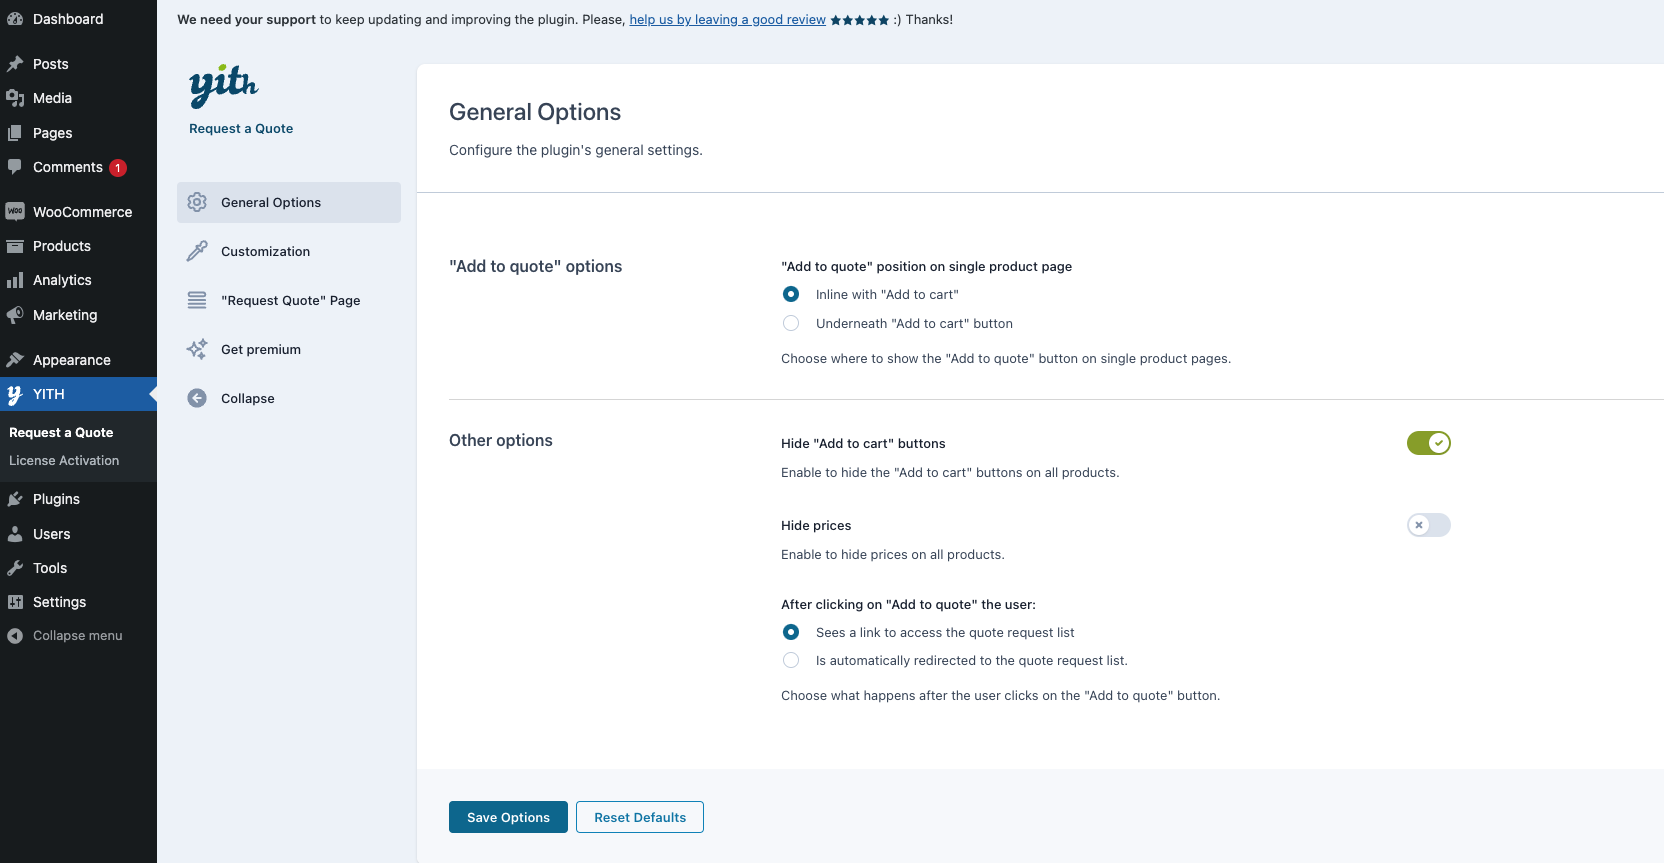 Dashboard
Posts
Media
Pages
Comments 1
WooCommerce
Products
Analytics
Marketing
Appearance
YITH
Request a Quote
License Activation
Plugins
Users
Tools
Settings
Collapse menu
We need your support to keep updating and improving the plugin. Please, help us by leaving a good review ★★★★★ :) Thanks!
yith
Request a Quote
General Options
Customization
"Request Quote" Page
Get premium
Collapse
General Options
Configure the plugin's general settings.
"Add to quote" options
"Add to quote" position on single product page
Inline with "Add to cart"
Underneath "Add to cart" button
Choose where to show the "Add to quote" button on single product pages.
Other options
Hide "Add to cart" buttons
Enable to hide the "Add to cart" buttons on all products.
Hide prices
Enable to hide prices on all products.
After clicking on "Add to quote" the user:
Sees a link to access the quote request list
Is automatically redirected to the quote request list.
Choose what happens after the user clicks on the "Add to quote" button.
Save Options
Reset Defaults